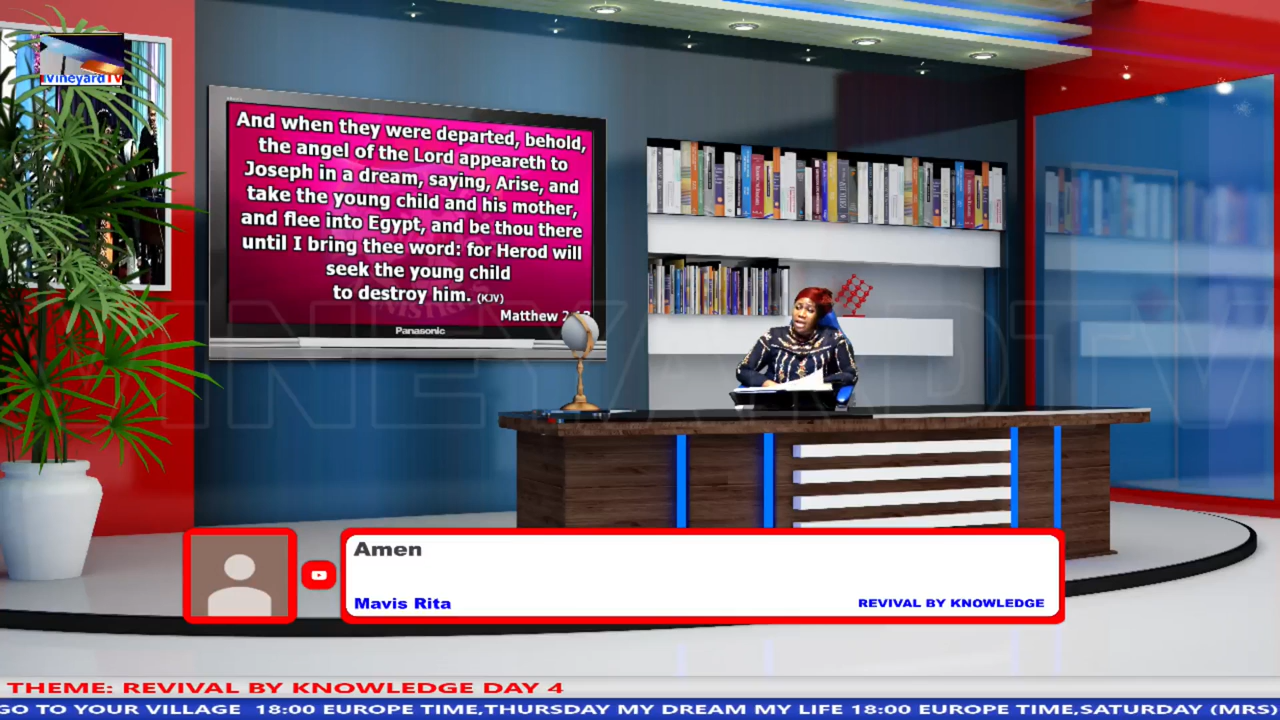 VineyardTV
And when they were departed, behold,
the angel of the Lord appeareth to
Joseph in a dream, saying, Arise, and
take the young child and his mother,
and flee into Egypt, and be thou there
until I bring thee word: for Herod will
seek the young child
to destroy him. (KJV)
Matthew
Panasonic
VINEYARDTV
Amen
Mavis Rita
REVIVAL BY KNOWLEDGE
THEME: REVIVAL BY KNOWLEDGE DAY 4
GO TO YOUR VILLAGE 18:00 EUROPE TIME,THURSDAY MY DREAM MY LIFE 18:00 EUROPE TIME,SATURDAY (MRS)